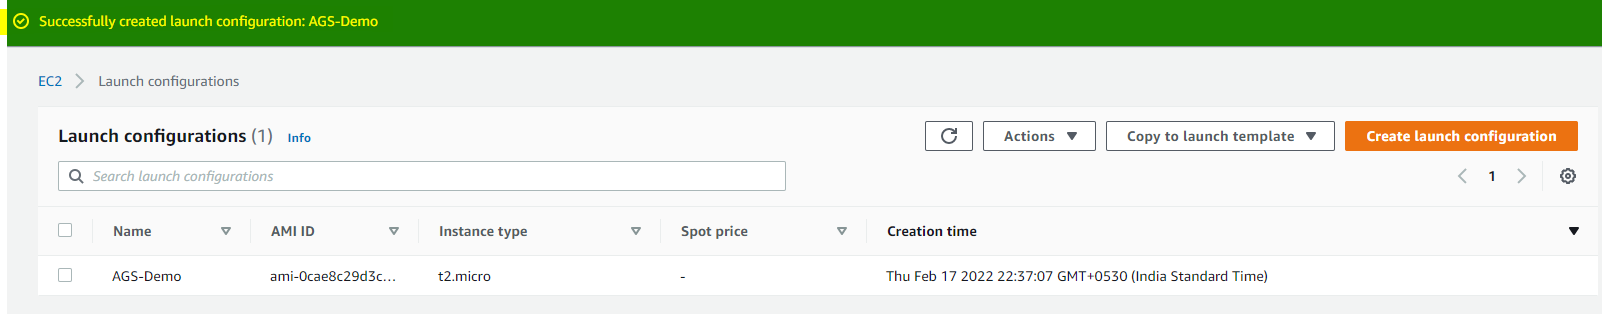 Successfully created launch configuration: AGS-Demo
EC2 > Launch configurations
Launch configurations (1) Info
Actions Copy to launch template Create launch configuration
Search launch configurations
1
Name AMI ID Instance type Spot price Creation time
AGS-Demo ami-0cae8c29d3c... t2.micro - Thu Feb 17 2022 22:37:07 GMT+0530 (India Standard Time)